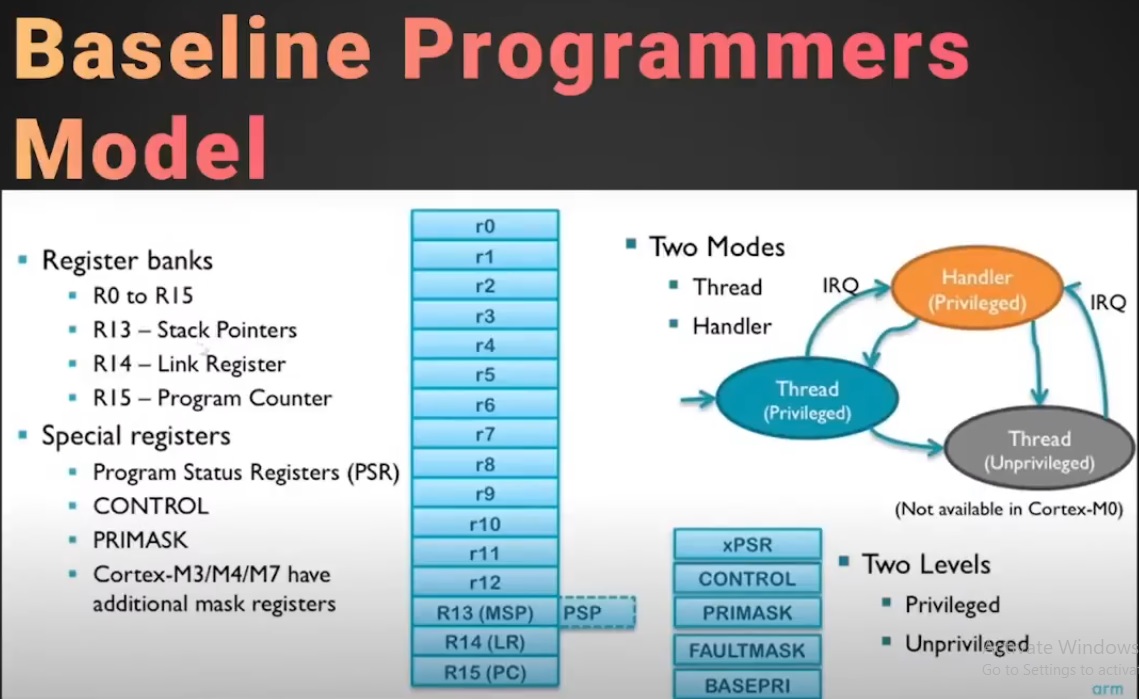 Baseline Programmers
Model
Register banks
R0 to R15
R13 – Stack Pointers
R14 – Link Register
R15 – Program Counter
Special registers
Program Status Registers (PSR)
CONTROL
PRIMASK
Cortex-M3/M4/M7 have
additional mask registers
r0
r1
r2
r3
r4
r5
r6
r7
r8
r9
r10
r11
r12
R13 (MSP)
PSP
R14 (LR)
R15 (PC)
Two Modes
Thread
Handler
IRQ
Handler
(Privileged)
IRQ
Thread
(Privileged)
Thread
(Unprivileged)
(Not available in Cortex-M0)
xPSR
CONTROL
PRIMASK
FAULTMASK
BASEPRI
Two Levels
Privileged
Unprivileged
Activate Windows
Go to Settings to activa
arm